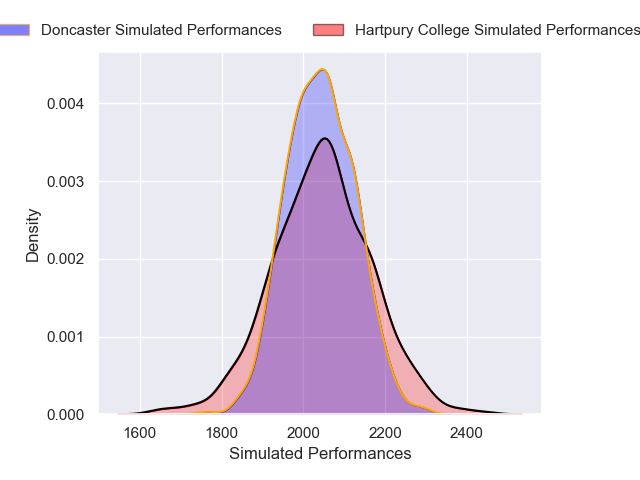 Doncaster Simulated Performances
Hartpury College Simulated Performances
0.004
0.003
0.002
0.001
0.000
Density
1600 1800 2000 2200 2400
Simulated Performances